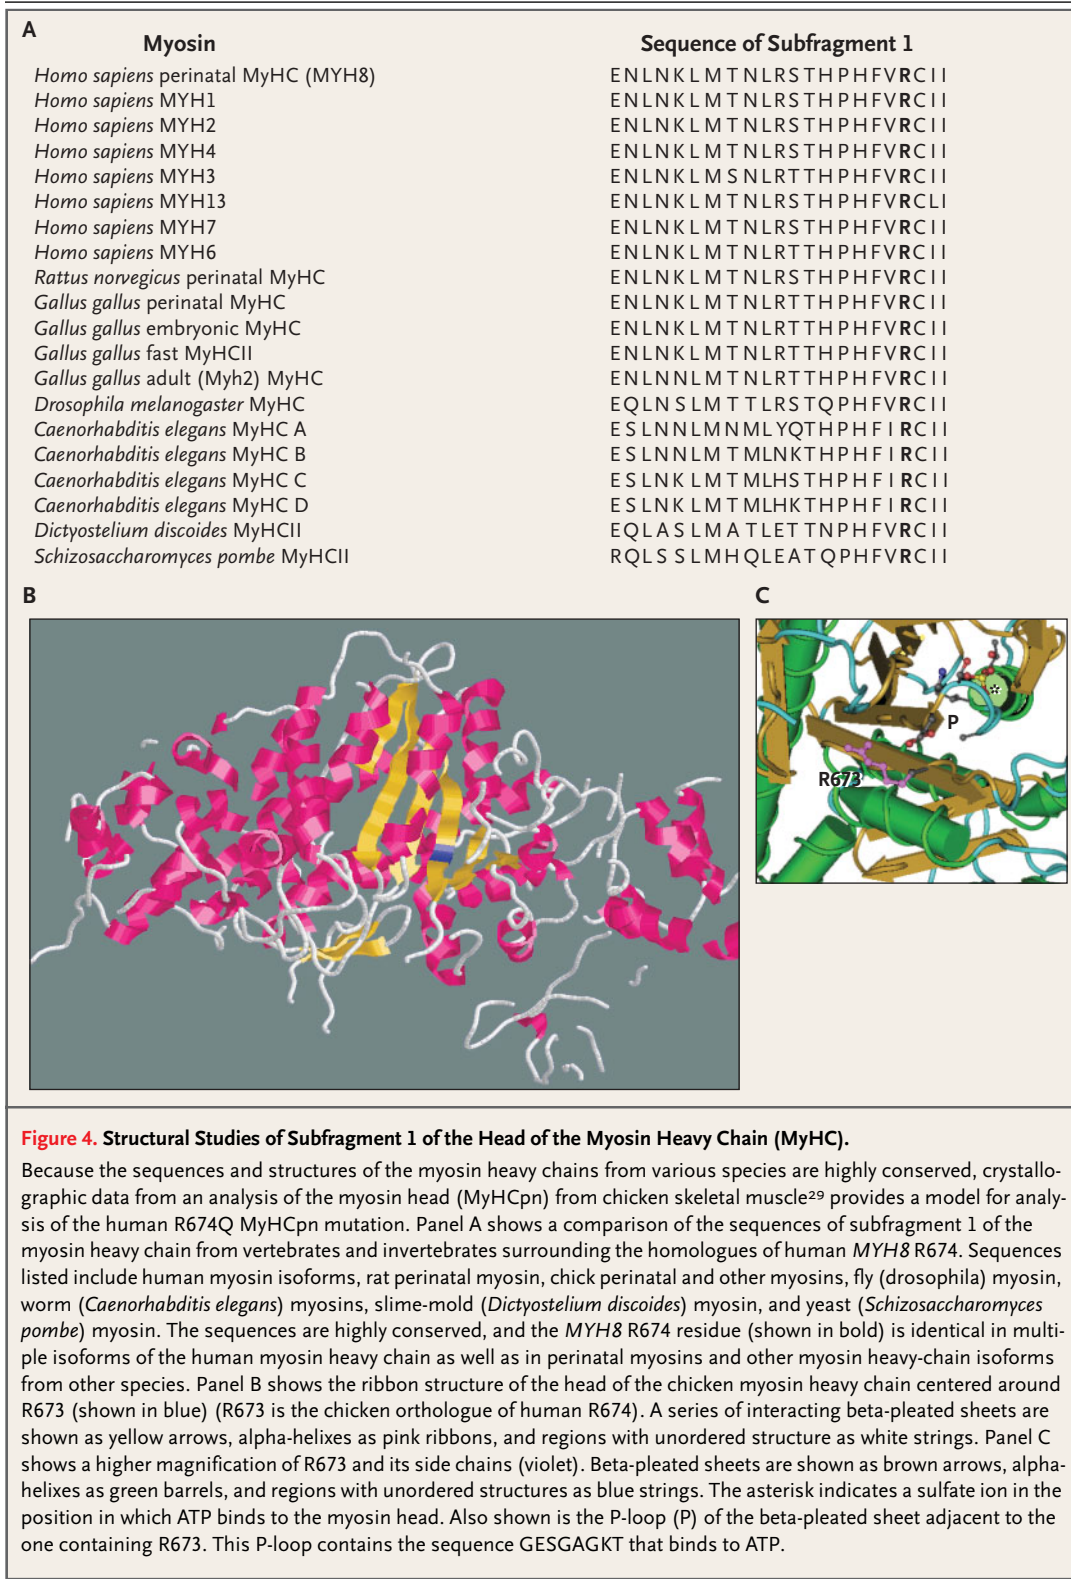 A
Myosin Sequence of Subfragment 1
Homo sapiens perinatal MyHC (MYH8) ENLNKLMTNLRSTHPHFVRCII
Homo sapiens MYH1 ENLNKLMTNLRSTHPHFVRCII
Homo sapiens MYH2 ENLNKLMTNLRSTHPHFVRCII
Homo sapiens MYH4 ENLNKLMTNLRSTHPHFVRCII
Homo sapiens MYH3 ENLNKLMSNLRTTHPHFVRCII
Homo sapiens MYH13 ENLNKLMTNLRSTHPHFVRCLI
Homo sapiens MYH7 ENLNKLMTNLRSTHPHFVRCII
Homo sapiens MYH6 ENLNKLMTNLRTTHPHFVRCII
Rattus norvegicus perinatal MyHC ENLNKLMTNLRSTHPHFVRCII
Gallus gallus perinatal MyHC ENLNKLMTNLRTTHPHFVRCII
Gallus gallus embryonic MyHC ENLNKLMTNLRTTHPHFVRCII
Gallus gallus fast MyHCII ENLNKLMTNLRTTHPHFVRCII
Gallus gallus adult (Myh2) MyHC ENLNNLMTNLRTTHPHFVRCII
Drosophila melanogaster MyHC EQLNSLMTTLRSTQPHFVRCII
Caenorhabditis elegans MyHC A ESLNNLMNMLYQTHPHFIRCII
Caenorhabditis elegans MyHC B ESLNNLMTMLNKTHPHFIRCII
Caenorhabditis elegans MyHC C ESLNKLMTMLHSTHPHFIRCII
Caenorhabditis elegans MyHC D ESLNKLMTMLHKTHPHFIRCII
Dictyostelium discoides MyHCII EQLASLMATLETTNPHFVRCII
Schizosaccharomyces pombe MyHCII RQLSSLMHQLEATQPHFVRCII
B
C
P
R673
Figure 4. Structural Studies of Subfragment 1 of the Head of the Myosin Heavy Chain (MyHC).
Because the sequences and structures of the myosin heavy chains from various species are highly conserved, crystallo-
graphic data from an analysis of the myosin head (MyHCpn) from chicken skeletal muscle29 provides a model for analy-
sis of the human R674Q MyHCpn mutation. Panel A shows a comparison of the sequences of subfragment 1 of the
myosin heavy chain from vertebrates and invertebrates surrounding the homologues of human MYH8 R674. Sequences
listed include human myosin isoforms, rat perinatal myosin, chick perinatal and other myosins, fly (drosophila) myosin,
worm (Caenorhabditis elegans) myosins, slime-mold (Dictyostelium discoides) myosin, and yeast (Schizosaccharomyces
pombe) myosin. The sequences are highly conserved, and the MYH8 R674 residue (shown in bold) is identical in multi-
ple isoforms of the human myosin heavy chain as well as in perinatal myosins and other myosin heavy-chain isoforms
from other species. Panel B shows the ribbon structure of the head of the chicken myosin heavy chain centered around
R673 (shown in blue) (R673 is the chicken orthologue of human R674). A series of interacting beta-pleated sheets are
shown as yellow arrows, alpha-helixes as pink ribbons, and regions with unordered structure as white strings. Panel C
shows a higher magnification of R673 and its side chains (violet). Beta-pleated sheets are shown as brown arrows, alpha-
helixes as green barrels, and regions with unordered structures as blue strings. The asterisk indicates a sulfate ion in the
position in which ATP binds to the myosin head. Also shown is the P-loop (P) of the beta-pleated sheet adjacent to the
one containing R673. This P-loop contains the sequence GESGAGKT that binds to ATP.